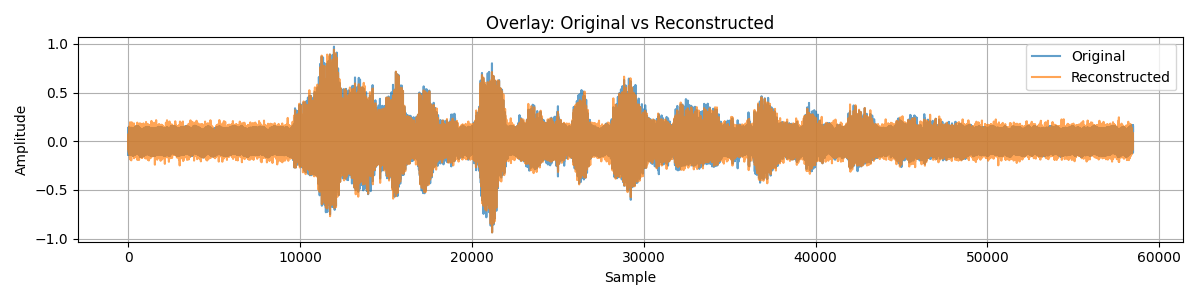 Overlay: Original vs Reconstructed
Original
Reconstructed
1.0
0.5
0.0
−0.5
−1.0
Amplitude
0 10000 20000 30000 40000 50000 60000
Sample